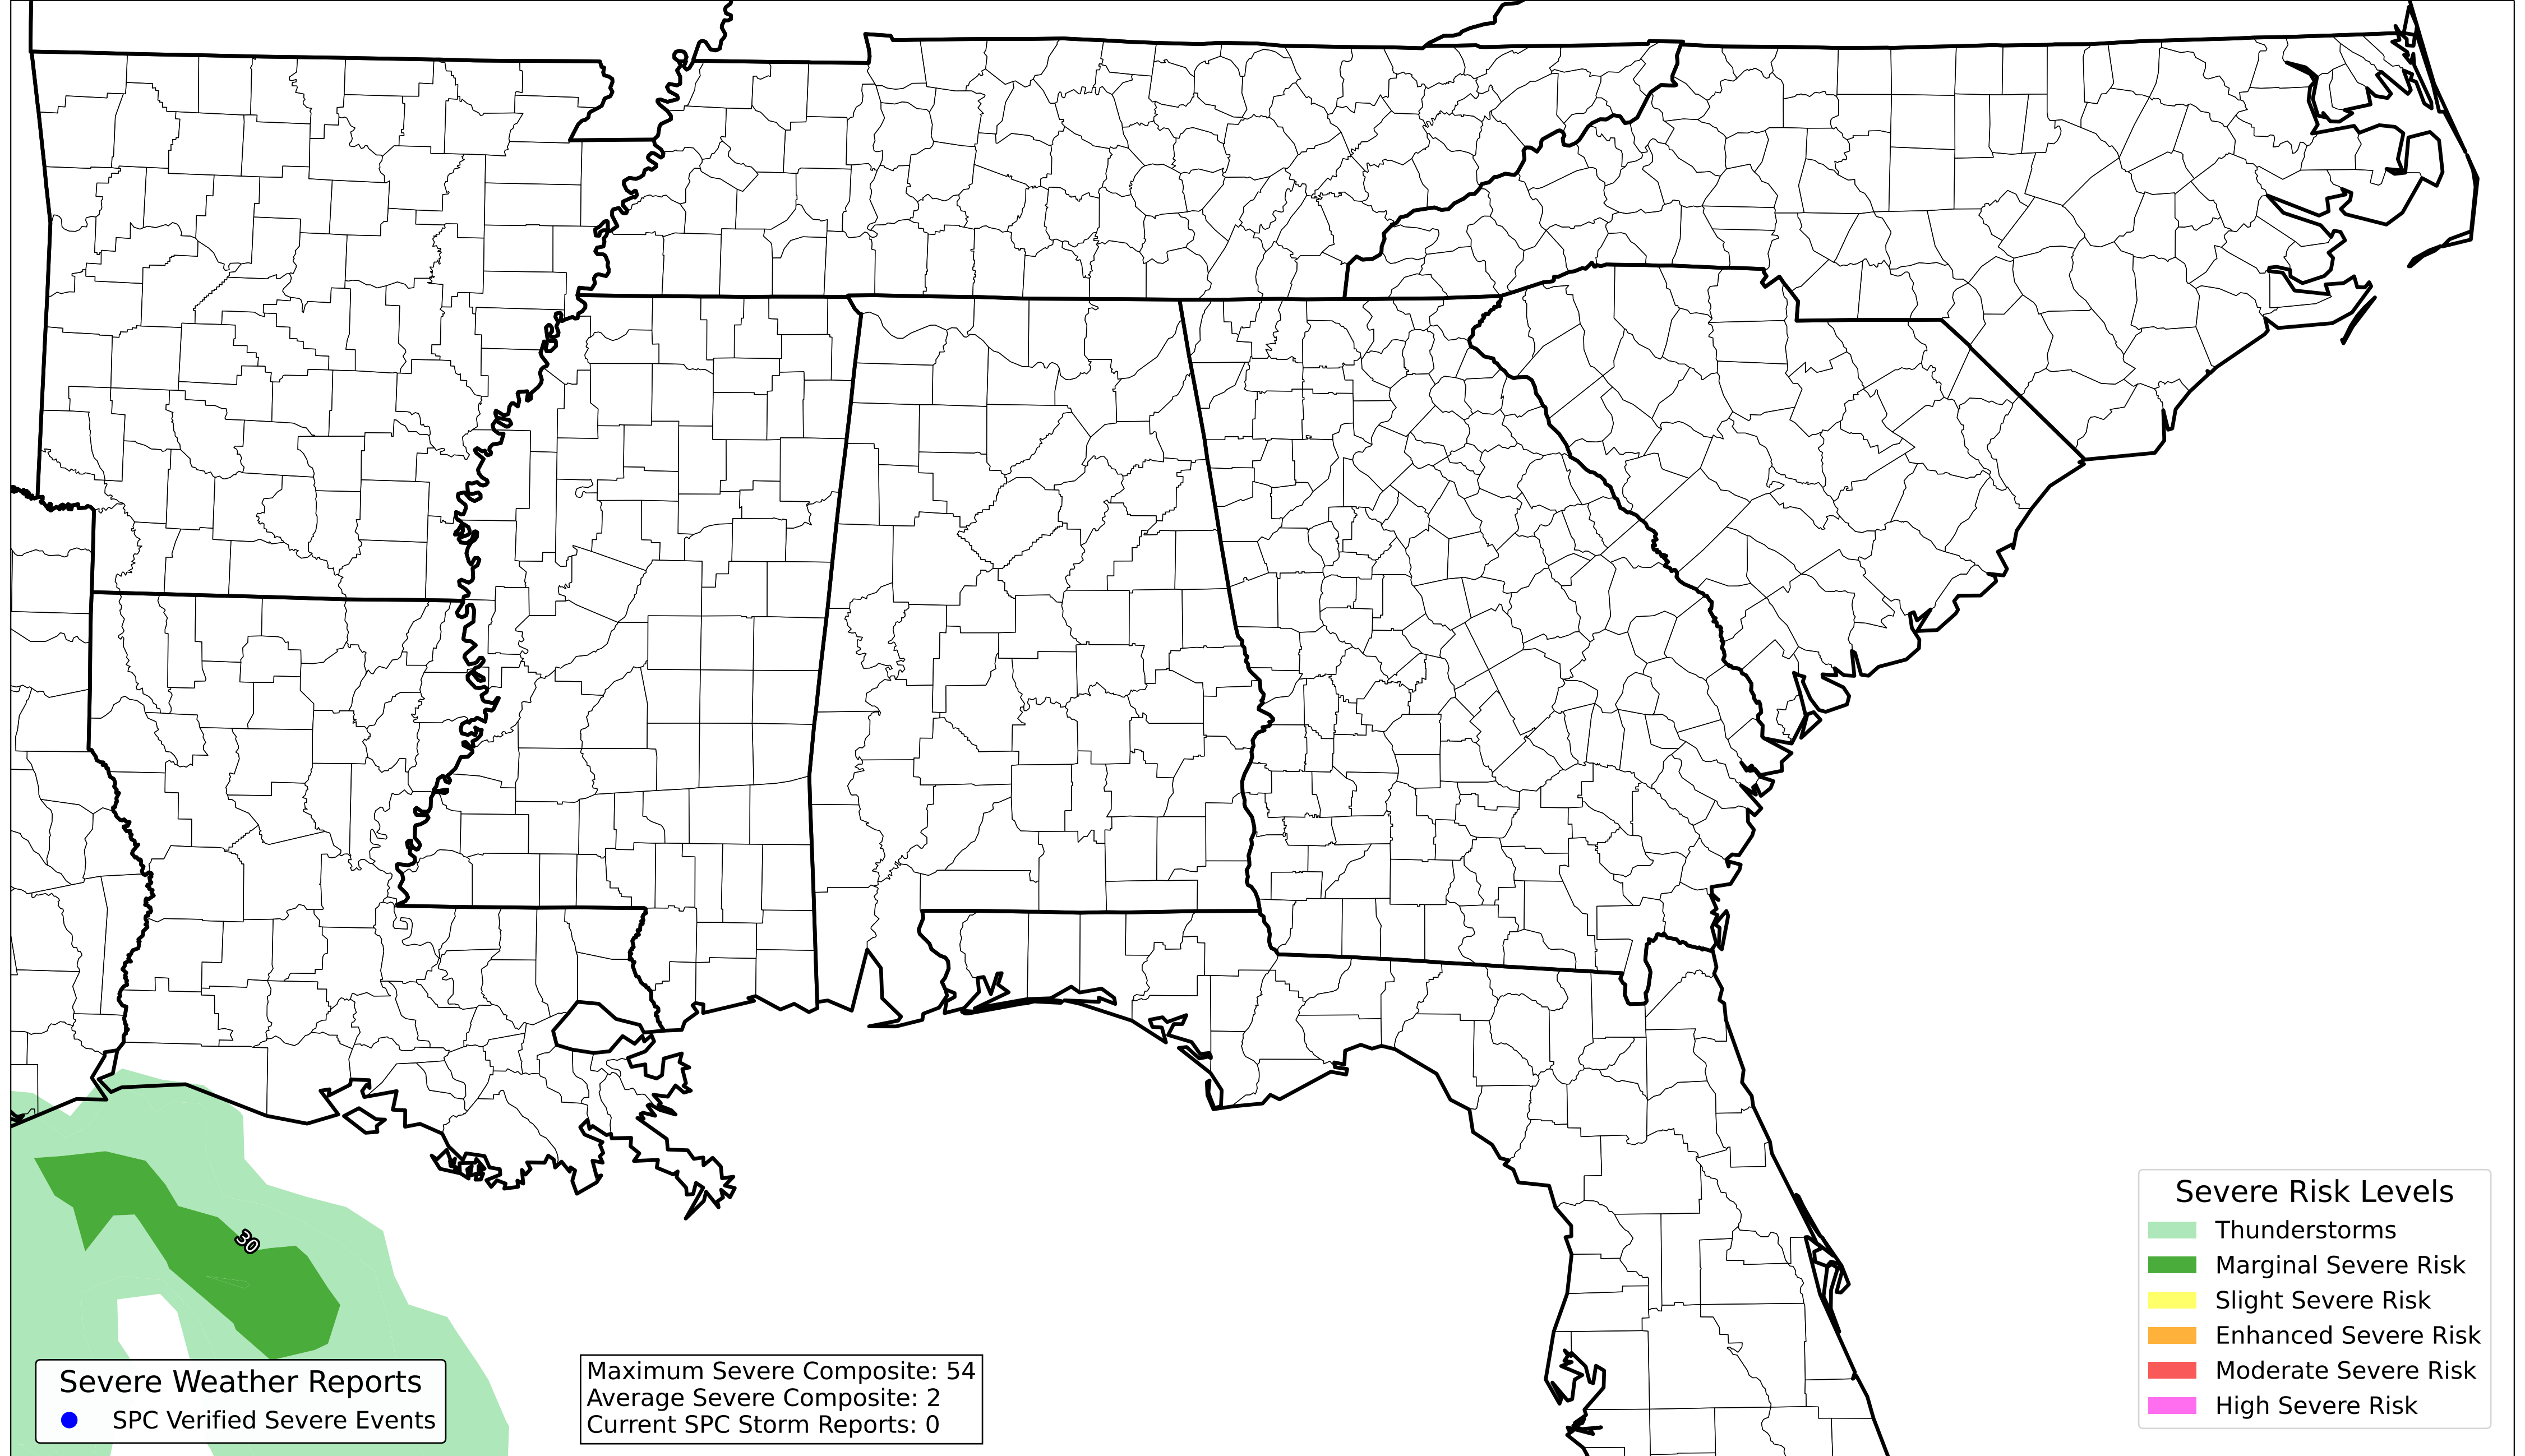 30
Severe Weather Reports
SPC Verified Severe Events
Maximum Severe Composite: 54
Average Severe Composite: 2
Current SPC Storm Reports: 0
Severe Risk Levels
Thunderstorms
Marginal Severe Risk
Slight Severe Risk
Enhanced Severe Risk
Moderate Severe Risk
High Severe Risk